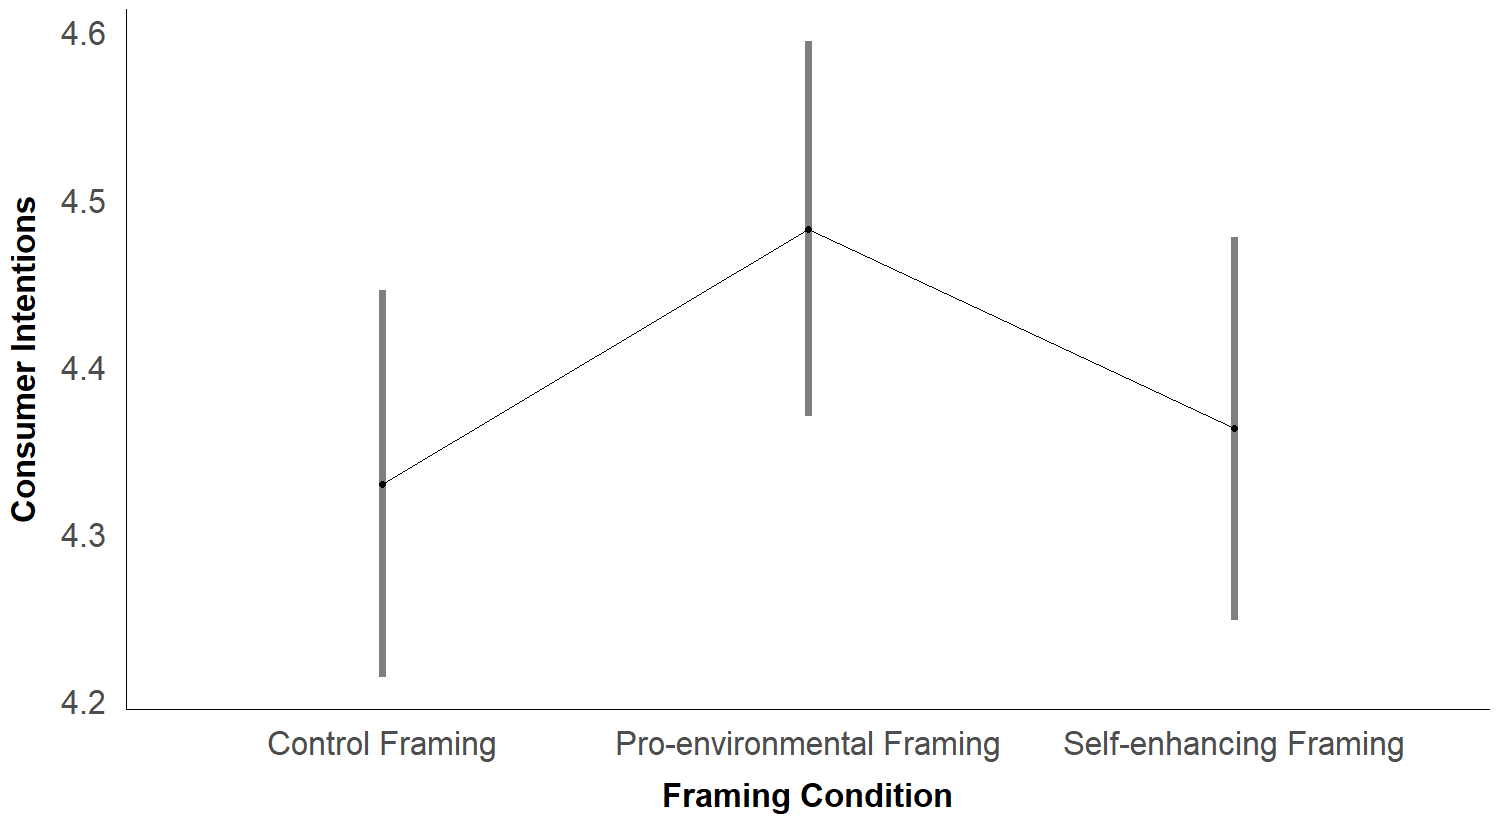 4.6
4.5
4.4
4.3
4.2
Consumer Intentions
Control Framing
Pro-environmental Framing
Self-enhancing Framing
Framing Condition